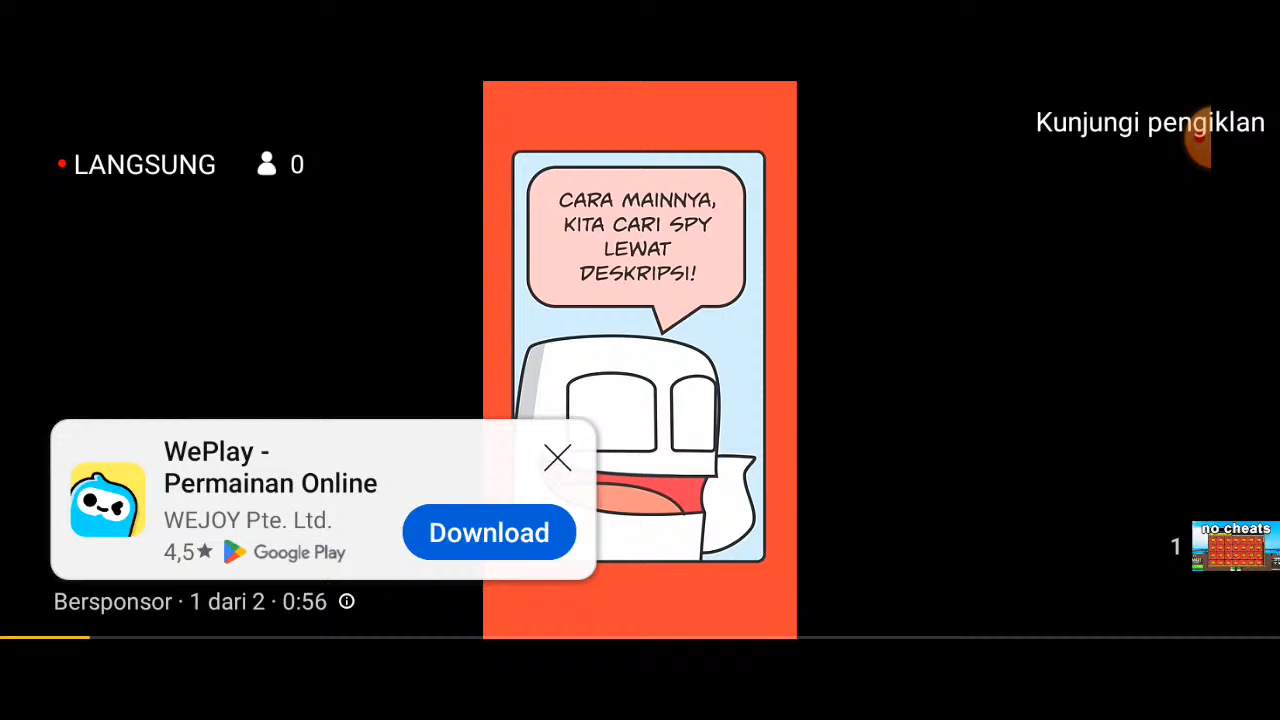 Kunjungi pengiklan
• LANGSUNG 0
CARA MAINNYA,
KITA CARI SPY
LEWAT
DESKRIPSI!
WePlay -
Permainan Online
WEJOY Pte. Ltd.
4,5★ Google Play
Download
no cheats
1
Bersponsor · 1 dari 2 · 0:56